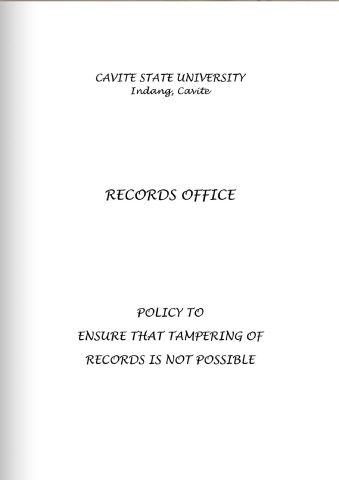 CAVITE STATE UNIVERSITY
Indang, Cavite
RECORDS OFFICE
POLICY TO
ENSURE THAT TAMPERING OF
RECORDS IS NOT POSSIBLE